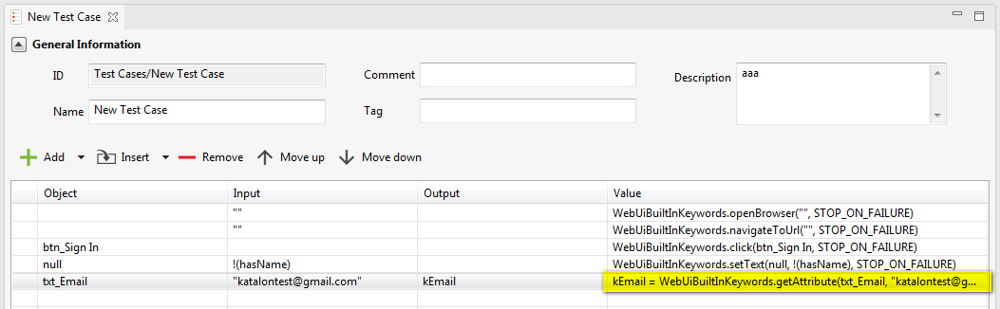 New Test Case
General Information
ID Test Cases/New Test Case Comment Description aaa
Name New Test Case Tag
Add Insert Remove Move up Move down
Object Input Output Value
"" WebUiBuiltInKeywords.openBrowser("", STOP_ON_FAILURE)
"" WebUiBuiltInKeywords.navigateToUrl("", STOP_ON_FAILURE)
btn_Sign In WebUiBuiltInKeywords.click(btn_Sign In, STOP_ON_FAILURE)
null !(hasName) WebUiBuiltInKeywords.setText(null, !(hasName), STOP_ON_FAILURE)
txt_Email "katalontest@gmail.com" kEmail kEmail = WebUiBuiltInKeywords.getAttribute(txt_Email, "katalontest@g...